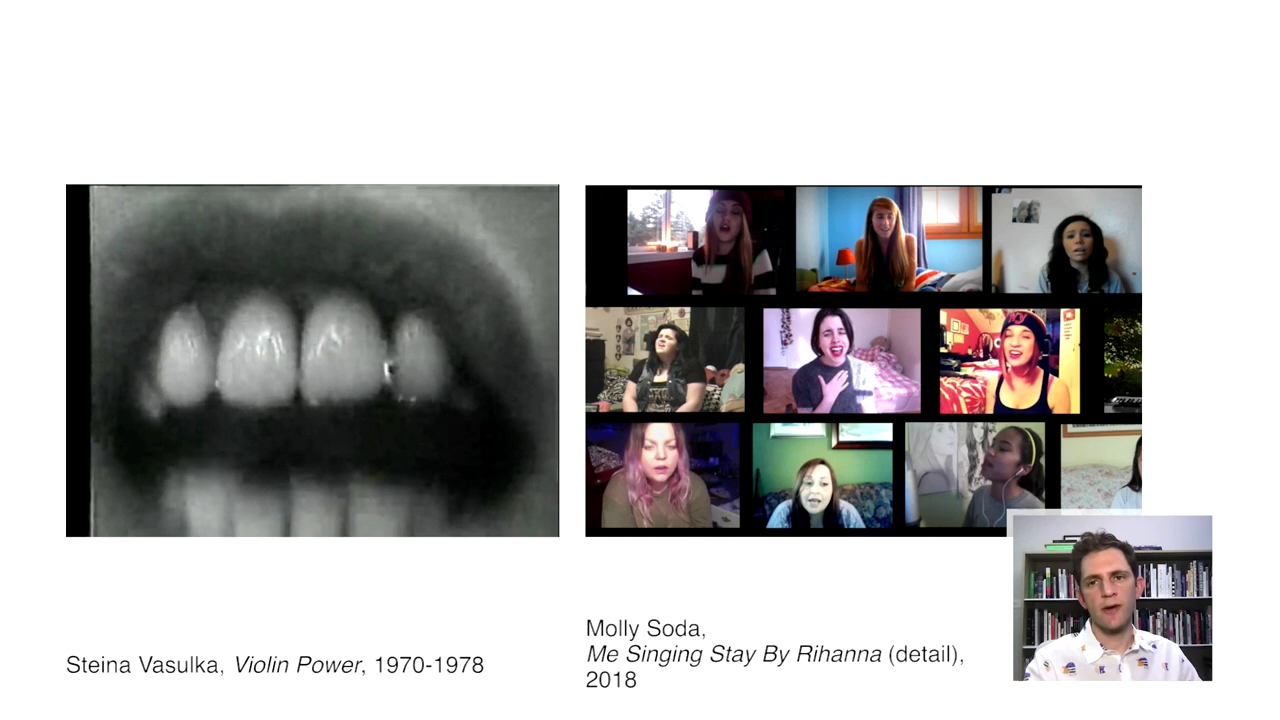 Steina Vasulka, Violin Power, 1970-1978
Molly Soda,
Me Singing Stay By Rihanna (detail),
2018